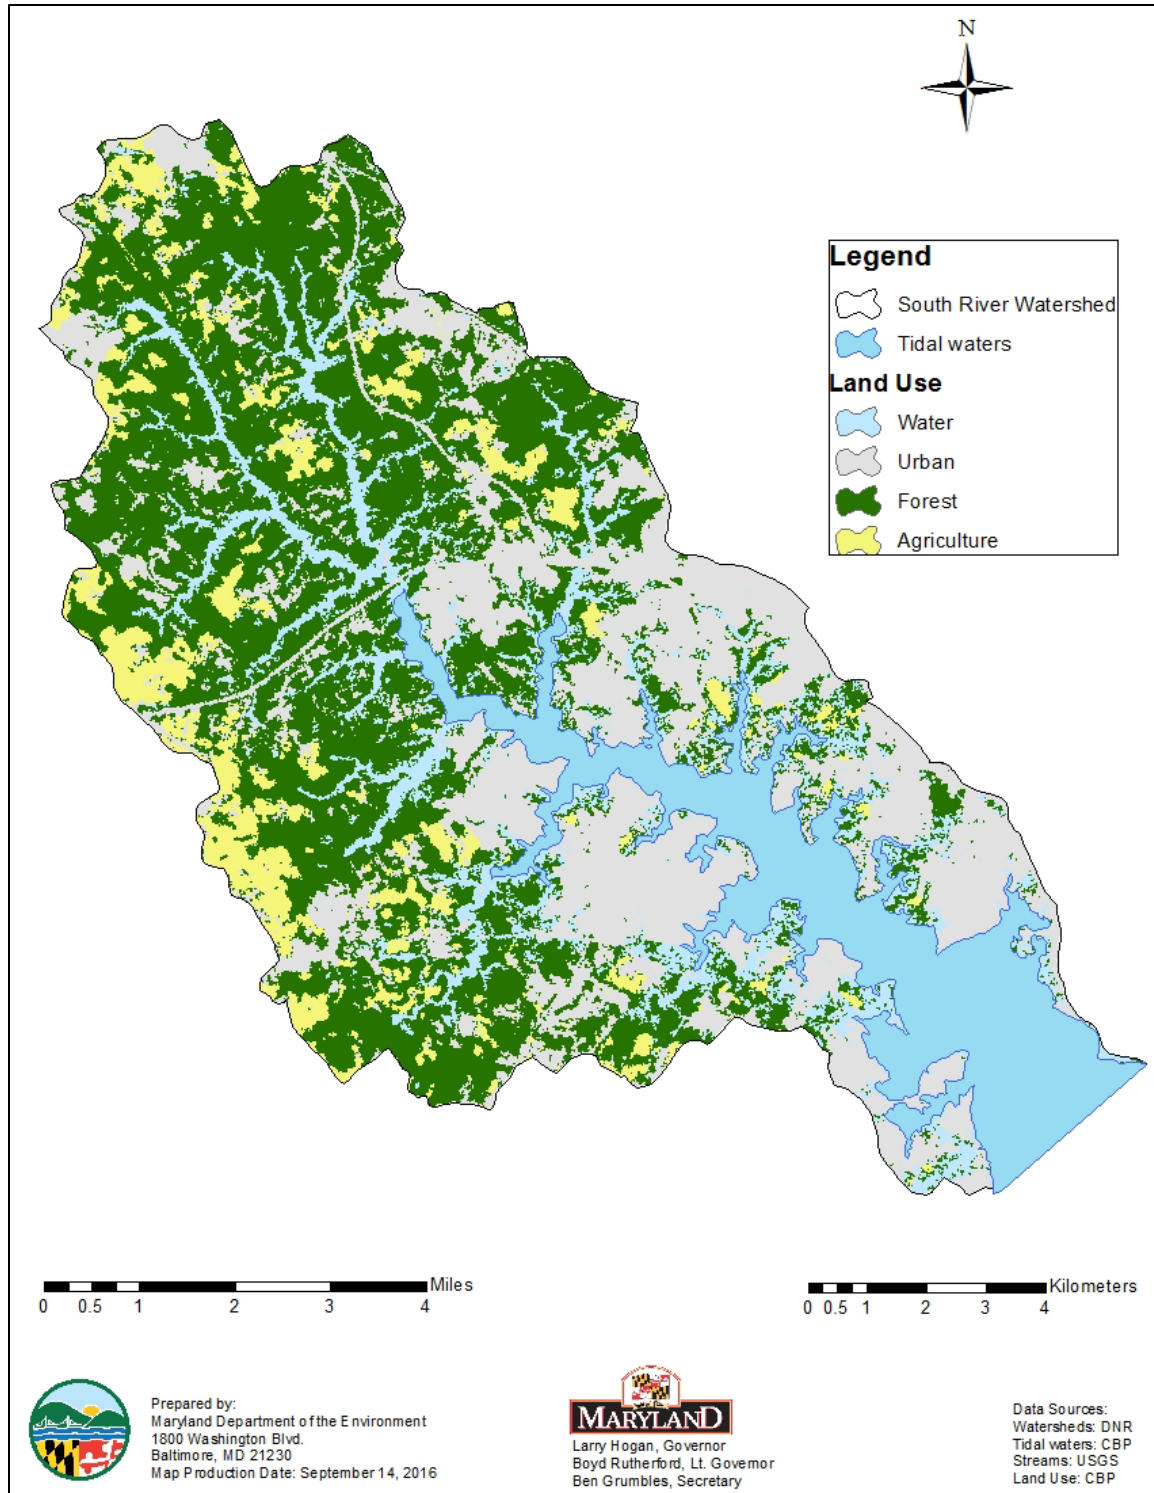 N
Legend
South River Watershed
Tidal waters
Land Use
Water
Urban
Forest
Agriculture
Miles
0 0.5 1 2 3 4
Kilometers
0 0.5 1 2 3 4
Prepared by:
Maryland Department of the Environment
1800 Washington Blvd.
Baltimore, MD 21230
Map Production Date: September 14, 2016
MARYLAND
Larry Hogan, Governor
Boyd Rutherford, Lt. Governor
Ben Grumbles, Secretary
Data Sources:
Watersheds: DNR
Tidal waters: CBP
Streams: USGS
Land Use: CBP